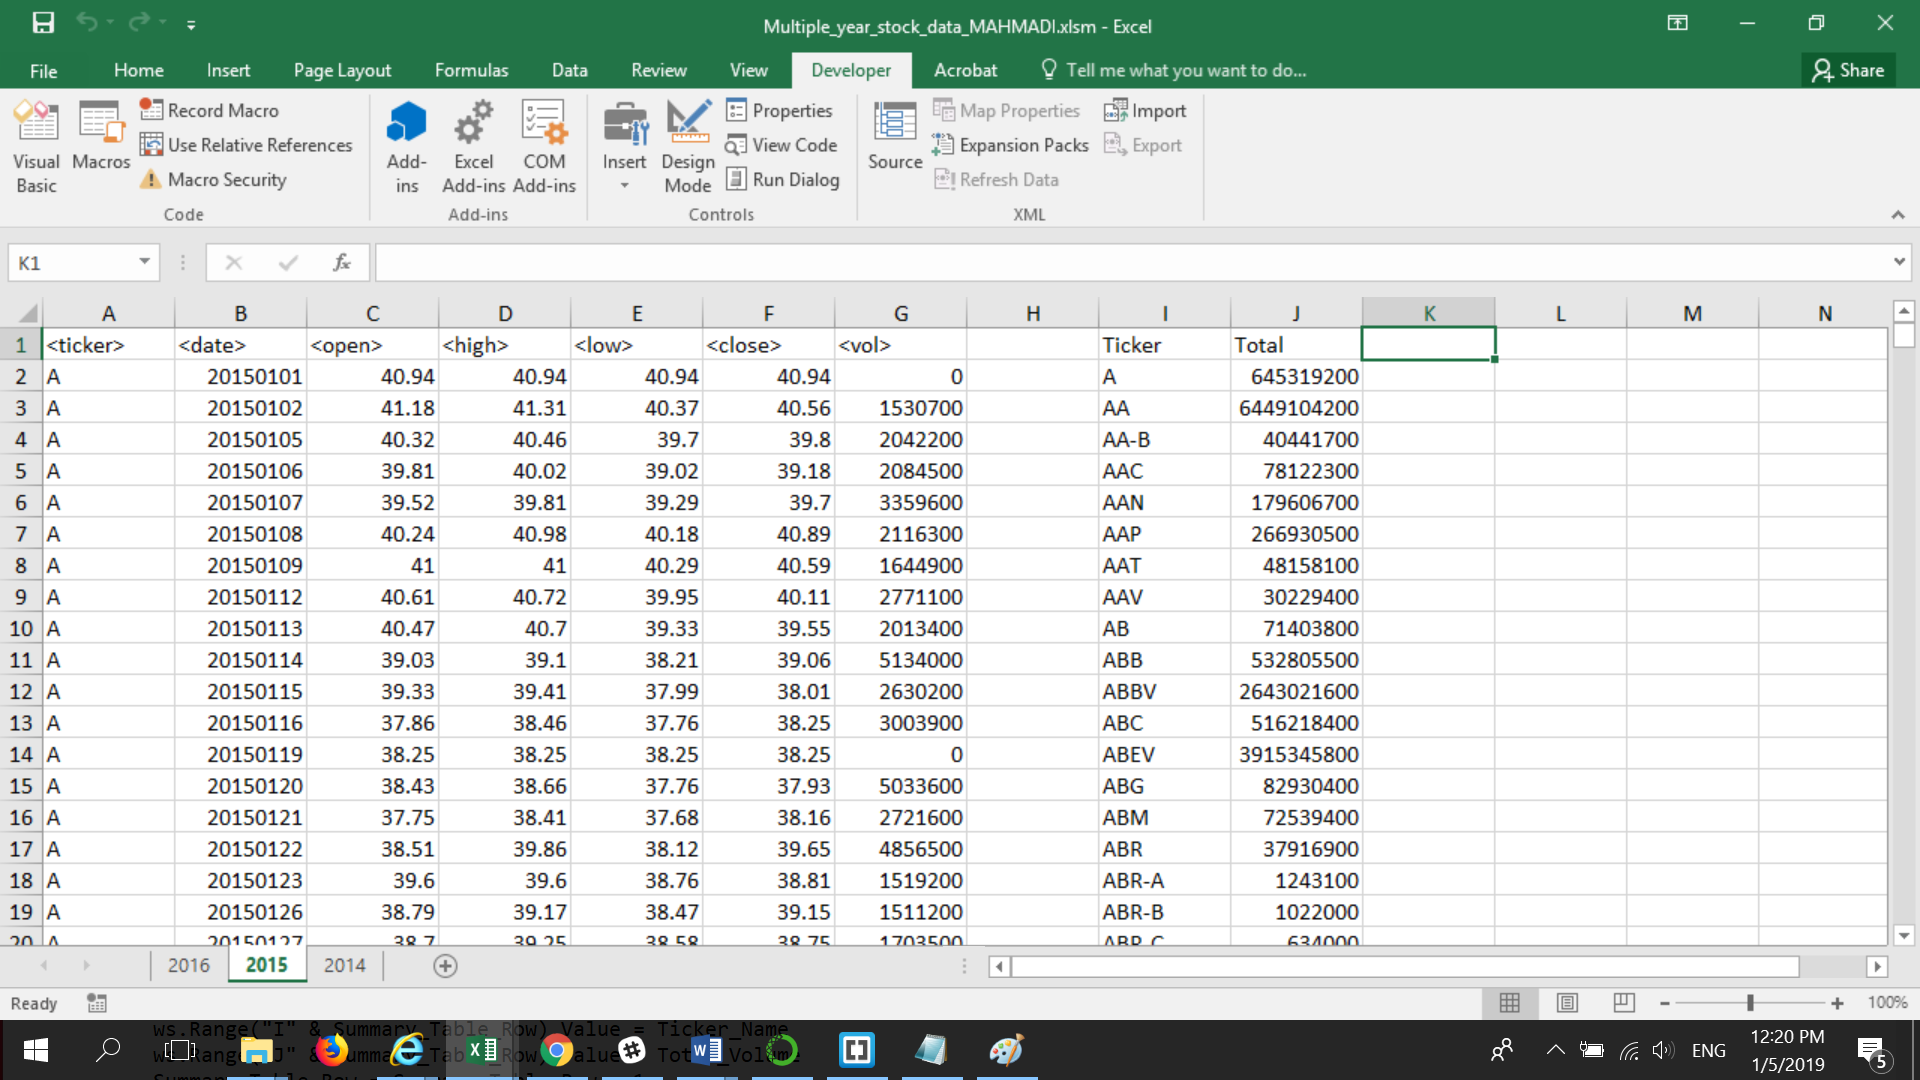 Multiple_year_stock_data_MAHMADI.xlsm - Excel
File Home Insert Page Layout Formulas Data Review View Developer Acrobat Tell me what you want to do... Share
Visual Basic
Macros
Record Macro
Use Relative References
Macro Security
Code
Add-ins
Excel Add-ins
COM Add-ins
Add-ins
Insert
Design Mode
Properties
View Code
Run Dialog
Controls
Source
Map Properties
Expansion Packs
Refresh Data
Import
Export
XML
K1 fx
A B C D E F G H I J K L M N
1 <ticker> <date> <open> <high> <low> <close> <vol> Ticker Total
2 A 20150101 40.94 40.94 40.94 40.94 0 A 645319200
3 A 20150102 41.18 41.31 40.37 40.56 1530700 AA 6449104200
4 A 20150105 40.32 40.46 39.7 39.8 2042200 AA-B 40441700
5 A 20150106 39.81 40.02 39.02 39.18 2084500 AAC 78122300
6 A 20150107 39.52 39.81 39.29 39.7 3359600 AAN 179606700
7 A 20150108 40.24 40.98 40.18 40.89 2116300 AAP 266930500
8 A 20150109 41 41 40.29 40.59 1644900 AAT 48158100
9 A 20150112 40.61 40.72 39.95 40.11 2771100 AAV 30229400
10 A 20150113 40.47 40.7 39.33 39.55 2013400 AB 71403800
11 A 20150114 39.03 39.1 38.21 39.06 5134000 ABB 532805500
12 A 20150115 39.33 39.41 37.99 38.01 2630200 ABBV 2643021600
13 A 20150116 37.86 38.46 37.76 38.25 3003900 ABC 516218400
14 A 20150119 38.25 38.25 38.25 38.25 0 ABEV 3915345800
15 A 20150120 38.43 38.66 37.76 37.93 5033600 ABG 82930400
16 A 20150121 37.75 38.41 37.68 38.16 2721600 ABM 72539400
17 A 20150122 38.51 39.86 38.12 39.65 4856500 ABR 37916900
18 A 20150123 39.6 39.6 38.76 38.81 1519200 ABR-A 1243100
19 A 20150126 38.79 39.17 38.47 39.15 1511200 ABR-B 1022000
20 A 20150127 38.7 39.25 38.58 38.75 1703500 ABR-C 634000
2016 2015 2014
Ready 100%
ws.Range("I" & Summary_Table_Row).Value = Ticker_Name
ENG
12:20 PM
1/5/2019
5